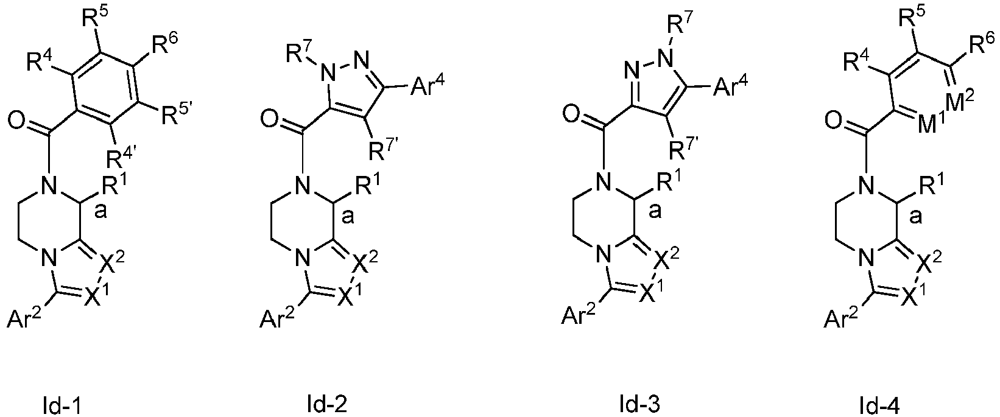 R⁵ R⁴ R⁶ R⁵' R⁴' O N R¹ a N X² X¹ Ar²
R⁷ N N Ar⁴ O R⁷' N R¹ a N X² X¹ Ar²
R⁷ N N Ar⁴ O R⁷' N R¹ a N X² X¹ Ar²
R⁵ R⁴ R⁶ M² M¹ O N R¹ a N X² X¹ Ar²
Id-1 Id-2 Id-3 Id-4